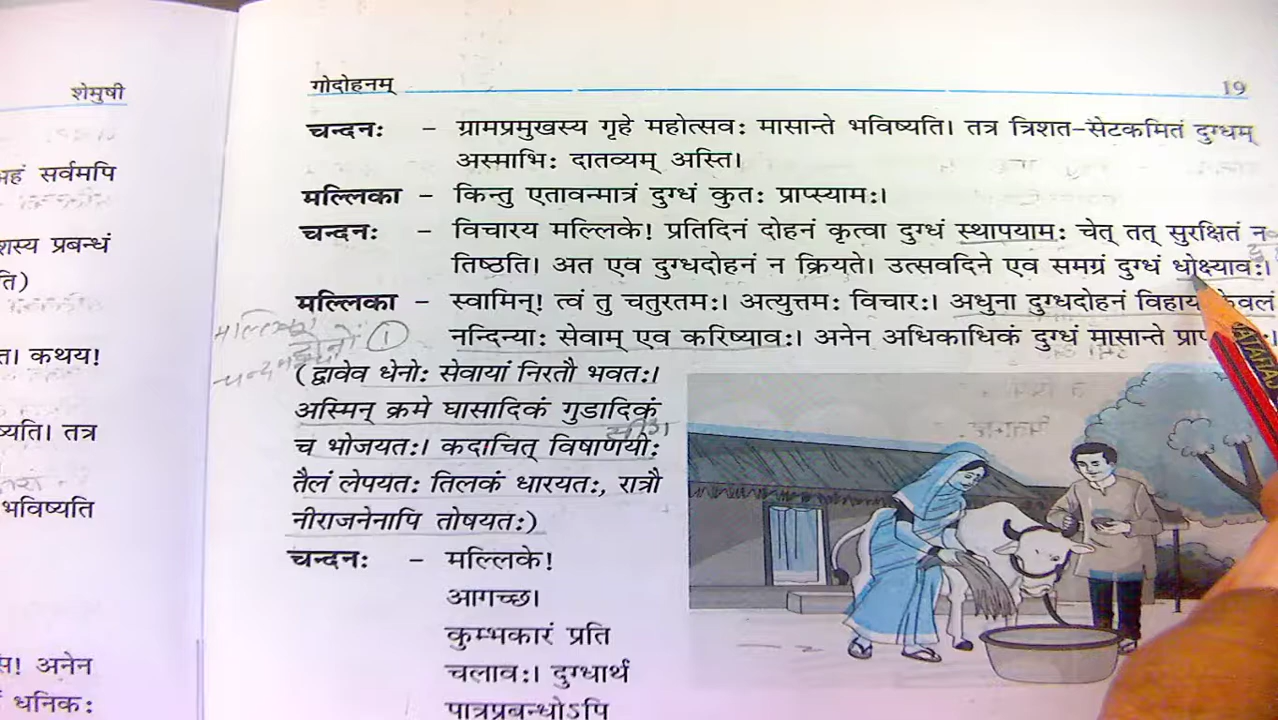 शेमुषी
अहं सर्वमपि
प्रबन्धं
ति)
त। कथय!
ष्यति। तत्र
भविष्यति
अनेन
धनिकः
गोदोहनम् 19
चन्दनः - ग्रामप्रमुखस्य गृहे महोत्सवः मासान्ते भविष्यति। तत्र त्रिशत-सेटकमितं दुग्धम्
अस्माभिः दातव्यम् अस्ति।
मल्लिका - किन्तु एतावन्मात्रं दुग्धं कुतः प्राप्स्यामः।
चन्दनः - विचारय मल्लिके! प्रतिदिनं दोहनं कृत्वा दुग्धं स्थापयामः चेत् तत् सुरक्षितं न
तिष्ठति। अत एव दुग्धदोहनं न क्रियते। उत्सवदिने एव समग्रं दुग्धं धोक्ष्यावः।
मल्लिका - स्वामिन्! त्वं तु चतुरतमः। अत्युत्तमः विचारः। अधुना दुग्धदोहनं विहाय केवलं
नन्दिन्याः सेवाम् एव करिष्यावः। अनेन अधिकाधिकं दुग्धं मासान्ते
दोनों 1
(द्वावेव धेनोः सेवायां निरतौ भवतः।
अस्मिन् क्रमे घासादिकं गुडादिकं
सींग
च भोजयतः। कदाचित् विषाणयोः
तैलं लेपयतः तिलकं धारयतः, रात्रौ
नीराजनेनापि तोषयतः)
चन्दनः - मल्लिके!
आगच्छ।
कुम्भकारं प्रति
चलावः। दुग्धार्थं
पात्रप्रबन्धोऽपि